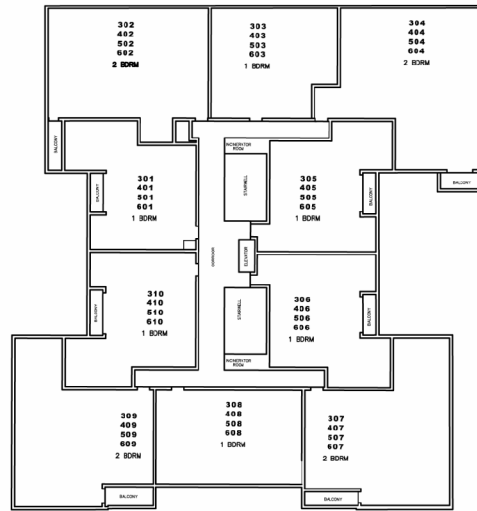 302
402
502
602
2 BDRM
303
403
503
603
1 BDRM
304
404
504
604
2 BDRM
BALCONY
INCINERATOR
ROOM
STAIRWELL
301
401
501
601
1 BDRM
BALCONY
305
405
505
605
1 BDRM
BALCONY
BALCONY
CORRIDOR
ELEVATOR
310
410
510
610
1 BDRM
BALCONY
STAIRWELL
306
406
506
606
1 BDRM
BALCONY
INCINERATOR
ROOM
309
409
509
609
2 BDRM
308
408
508
608
1 BDRM
307
407
507
607
2 BDRM
BALCONY
BALCONY